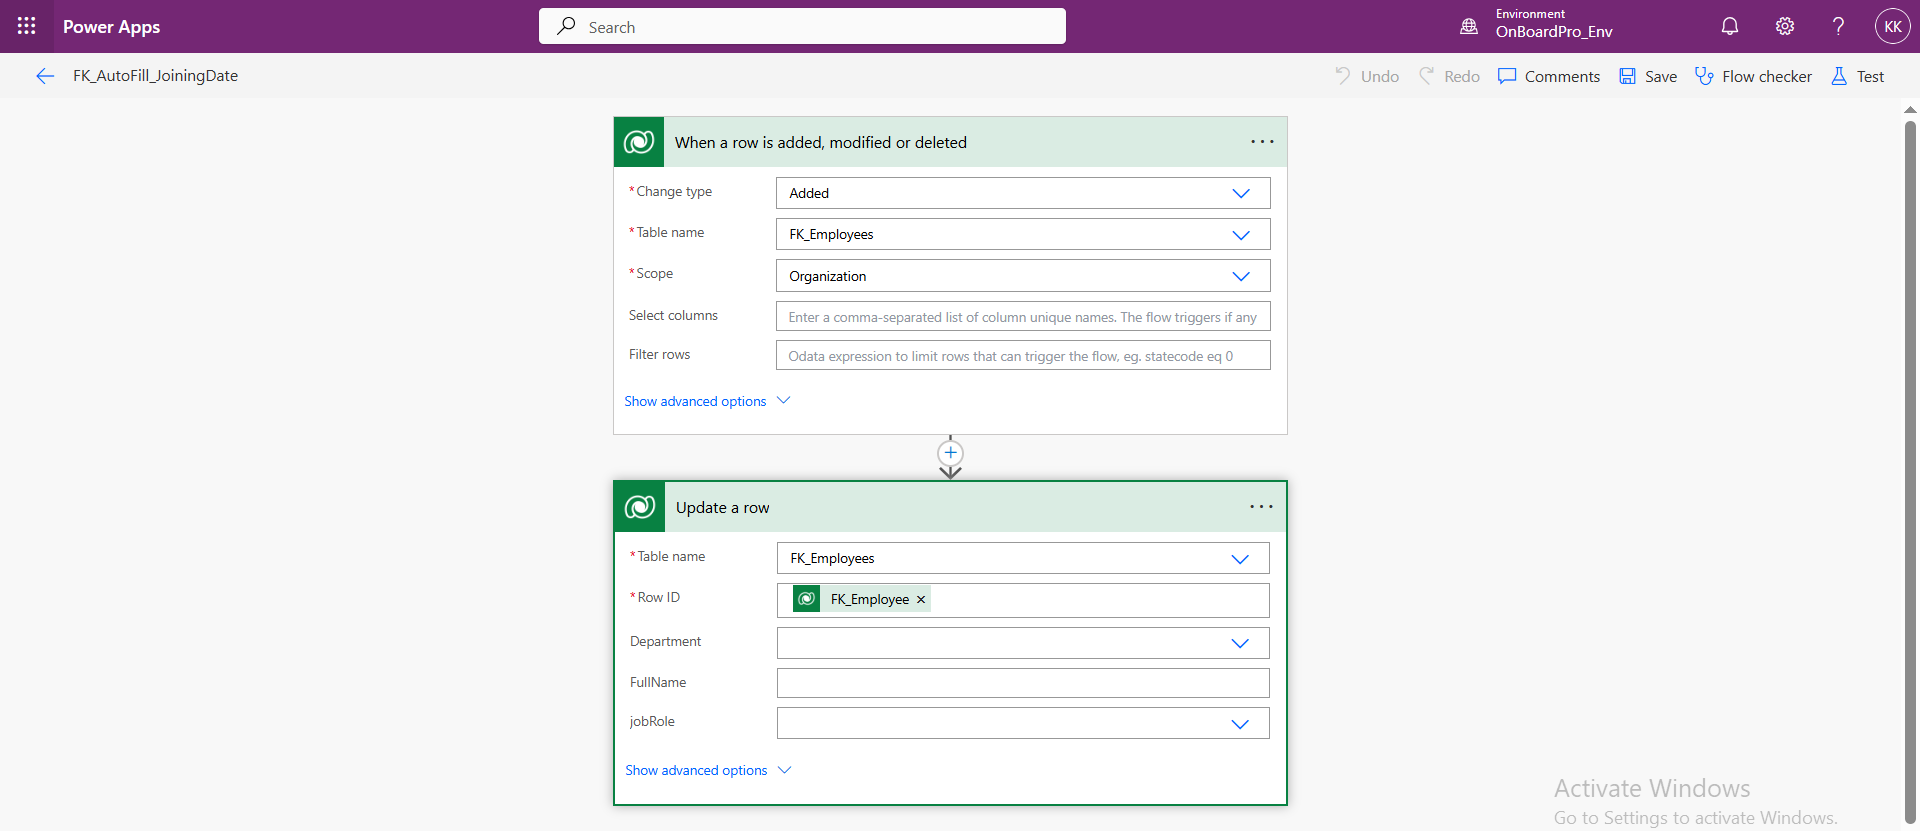 Power Apps
Search
Environment
OnBoardPro_Env
KK
FK_AutoFill_JoiningDate
Undo
Redo
Comments
Save
Flow checker
Test
When a row is added, modified or deleted
* Change type
Added
* Table name
FK_Employees
* Scope
Organization
Select columns
Enter a comma-separated list of column unique names. The flow triggers if any
Filter rows
Odata expression to limit rows that can trigger the flow, eg. statecode eq 0
Show advanced options
Update a row
* Table name
FK_Employees
* Row ID
FK_Employee ×
Department
FullName
jobRole
Show advanced options
Activate Windows
Go to Settings to activate Windows.